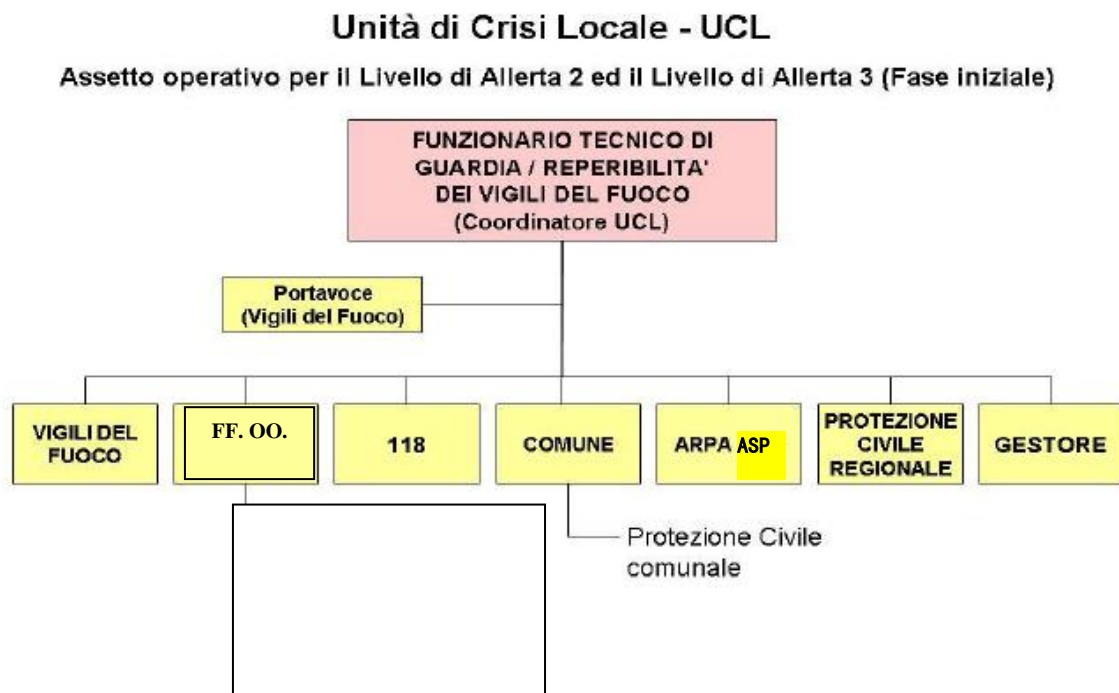 Unità di Crisi Locale - UCL
Assetto operativo per il Livello di Allerta 2 ed il Livello di Allerta 3 (Fase iniziale)
FUNZIONARIO TECNICO DI
GUARDIA / REPERIBILITA'
DEI VIGILI DEL FUOCO
(Coordinatore UCL)
Portavoce
(Vigili del Fuoco)
VIGILI DEL
FUOCO
FF. OO.
118
COMUNE
ARPA ASP
PROTEZIONE
CIVILE
REGIONALE
GESTORE
Protezione Civile
comunale